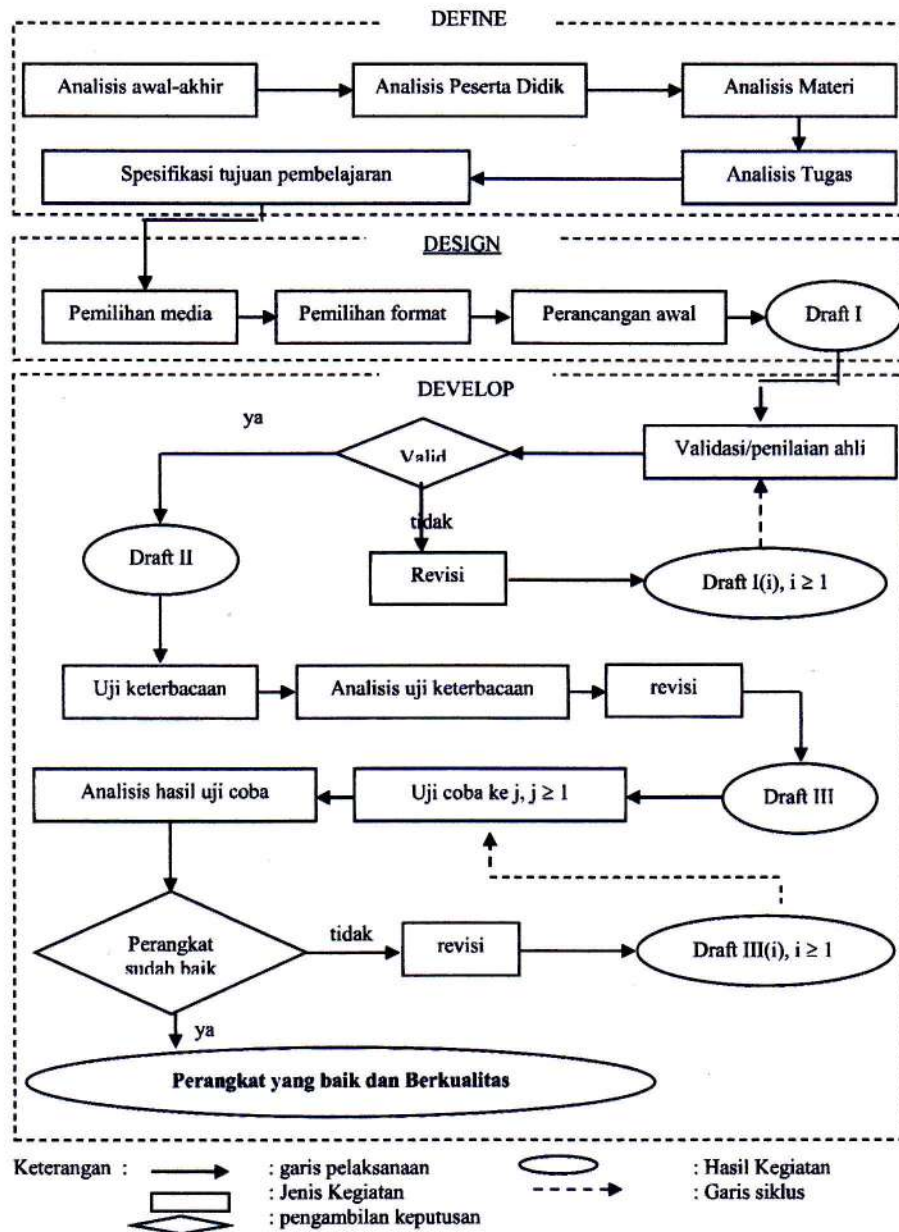 DEFINE
Analisis awal-akhir
Analisis Peserta Didik
Analisis Materi
Spesifikasi tujuan pembelajaran
Analisis Tugas
DESIGN
Pemilihan media
Pemilihan format
Perancangan awal
Draft I
DEVELOP
ya
Valid
Validasi/penilaian ahli
tidak
Draft II
Revisi
Draft I(i), i ≥ 1
Uji keterbacaan
Analisis uji keterbacaan
revisi
Analisis hasil uji coba
Uji coba ke j, j ≥ 1
Draft III
Perangkat
sudah baik
tidak
revisi
Draft III(i), i ≥ 1
ya
Perangkat yang baik dan Berkualitas
Keterangan :
: garis pelaksanaan
: Hasil Kegiatan
: Jenis Kegiatan
: Garis siklus
: pengambilan keputusan